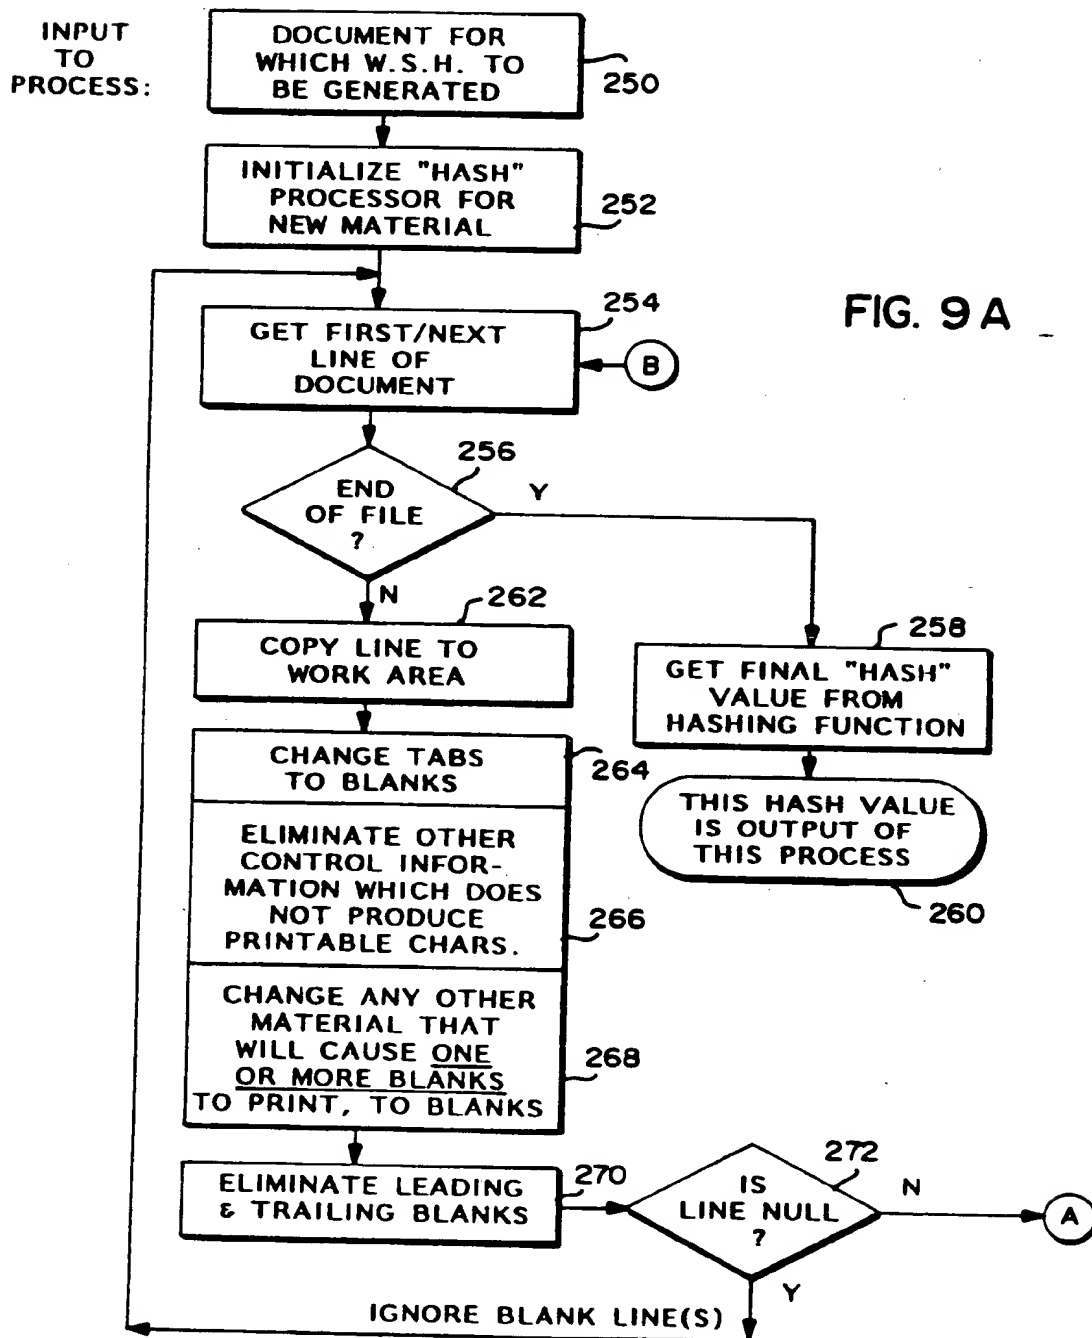 INPUT
TO
PROCESS:
DOCUMENT FOR
WHICH W.S.H. TO
BE GENERATED
250
INITIALIZE "HASH"
PROCESSOR FOR
NEW MATERIAL
252
FIG. 9A
254
GET FIRST/NEXT
LINE OF
DOCUMENT
B
256
END
OF FILE
?
Y
N
262
COPY LINE TO
WORK AREA
258
GET FINAL "HASH"
VALUE FROM
HASHING FUNCTION
CHANGE TABS
TO BLANKS
264
THIS HASH VALUE
IS OUTPUT OF
THIS PROCESS
260
ELIMINATE OTHER
CONTROL INFOR-
MATION WHICH DOES
NOT PRODUCE
PRINTABLE CHARS.
266
CHANGE ANY OTHER
MATERIAL THAT
WILL CAUSE ONE
OR MORE BLANKS
TO PRINT, TO BLANKS
268
ELIMINATE LEADING
& TRAILING BLANKS
270
272
IS
LINE NULL
?
N
A
Y
IGNORE BLANK LINE(S)